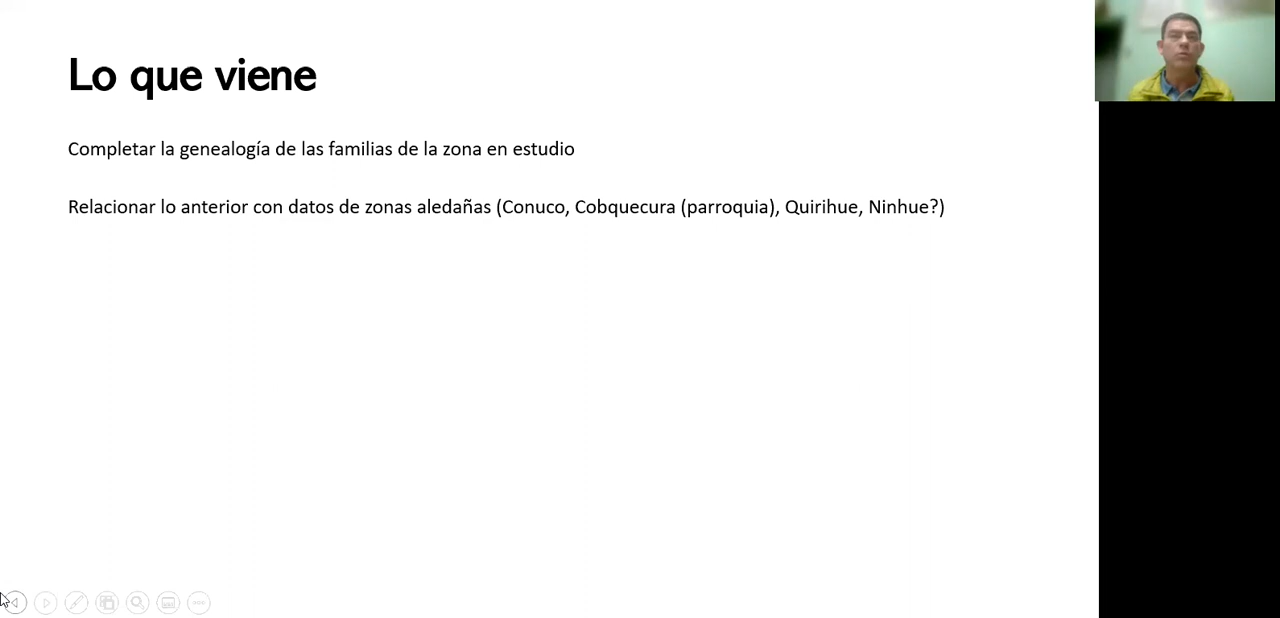 Lo que viene
Completar la genealogía de las familias de la zona en estudio
Relacionar lo anterior con datos de zonas aledañas (Conuco, Cobquecura (parroquia), Quirihue, Ninhue?)